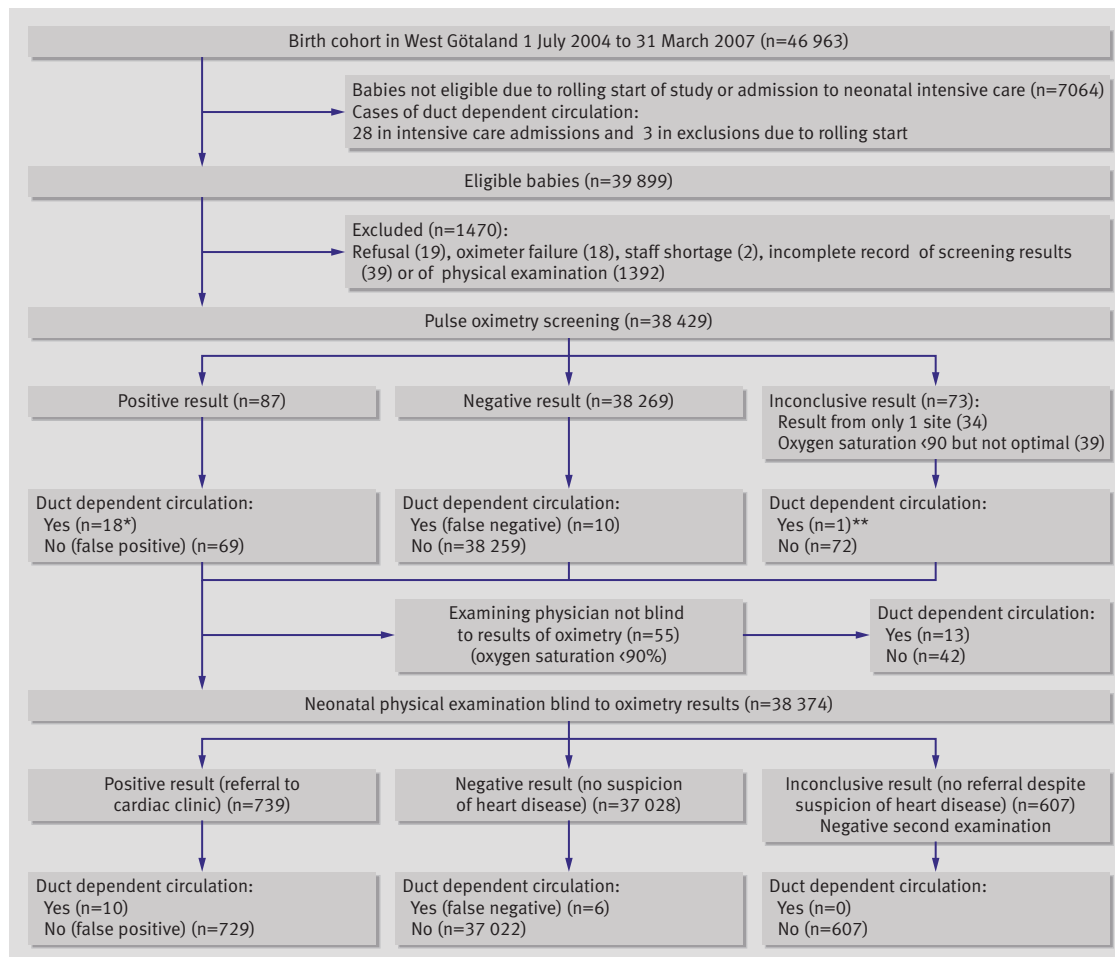 Birth cohort in West Götaland 1 July 2004 to 31 March 2007 (n=46 963)
Babies not eligible due to rolling start of study or admission to neonatal intensive care (n=7064)
Cases of duct dependent circulation:
28 in intensive care admissions and 3 in exclusions due to rolling start
Eligible babies (n=39 899)
Excluded (n=1470):
Refusal (19), oximeter failure (18), staff shortage (2), incomplete record of screening results
(39) or of physical examination (1392)
Pulse oximetry screening (n=38 429)
Positive result (n=87)
Negative result (n=38 269)
Inconclusive result (n=73):
Result from only 1 site (34)
Oxygen saturation <90 but not optimal (39)
Duct dependent circulation:
Yes (n=18*)
No (false positive) (n=69)
Duct dependent circulation:
Yes (false negative) (n=10)
No (n=38 259)
Duct dependent circulation:
Yes (n=1)**
No (n=72)
Examining physician not blind
to results of oximetry (n=55)
(oxygen saturation <90%)
Duct dependent circulation:
Yes (n=13)
No (n=42)
Neonatal physical examination blind to oximetry results (n=38 374)
Positive result (referral to
cardiac clinic) (n=739)
Negative result (no suspicion
of heart disease) (n=37 028)
Inconclusive result (no referral despite
suspicion of heart disease) (n=607)
Negative second examination
Duct dependent circulation:
Yes (n=10)
No (false positive) (n=729)
Duct dependent circulation:
Yes (false negative) (n=6)
No (n=37 022)
Duct dependent circulation:
Yes (n=0)
No (n=607)